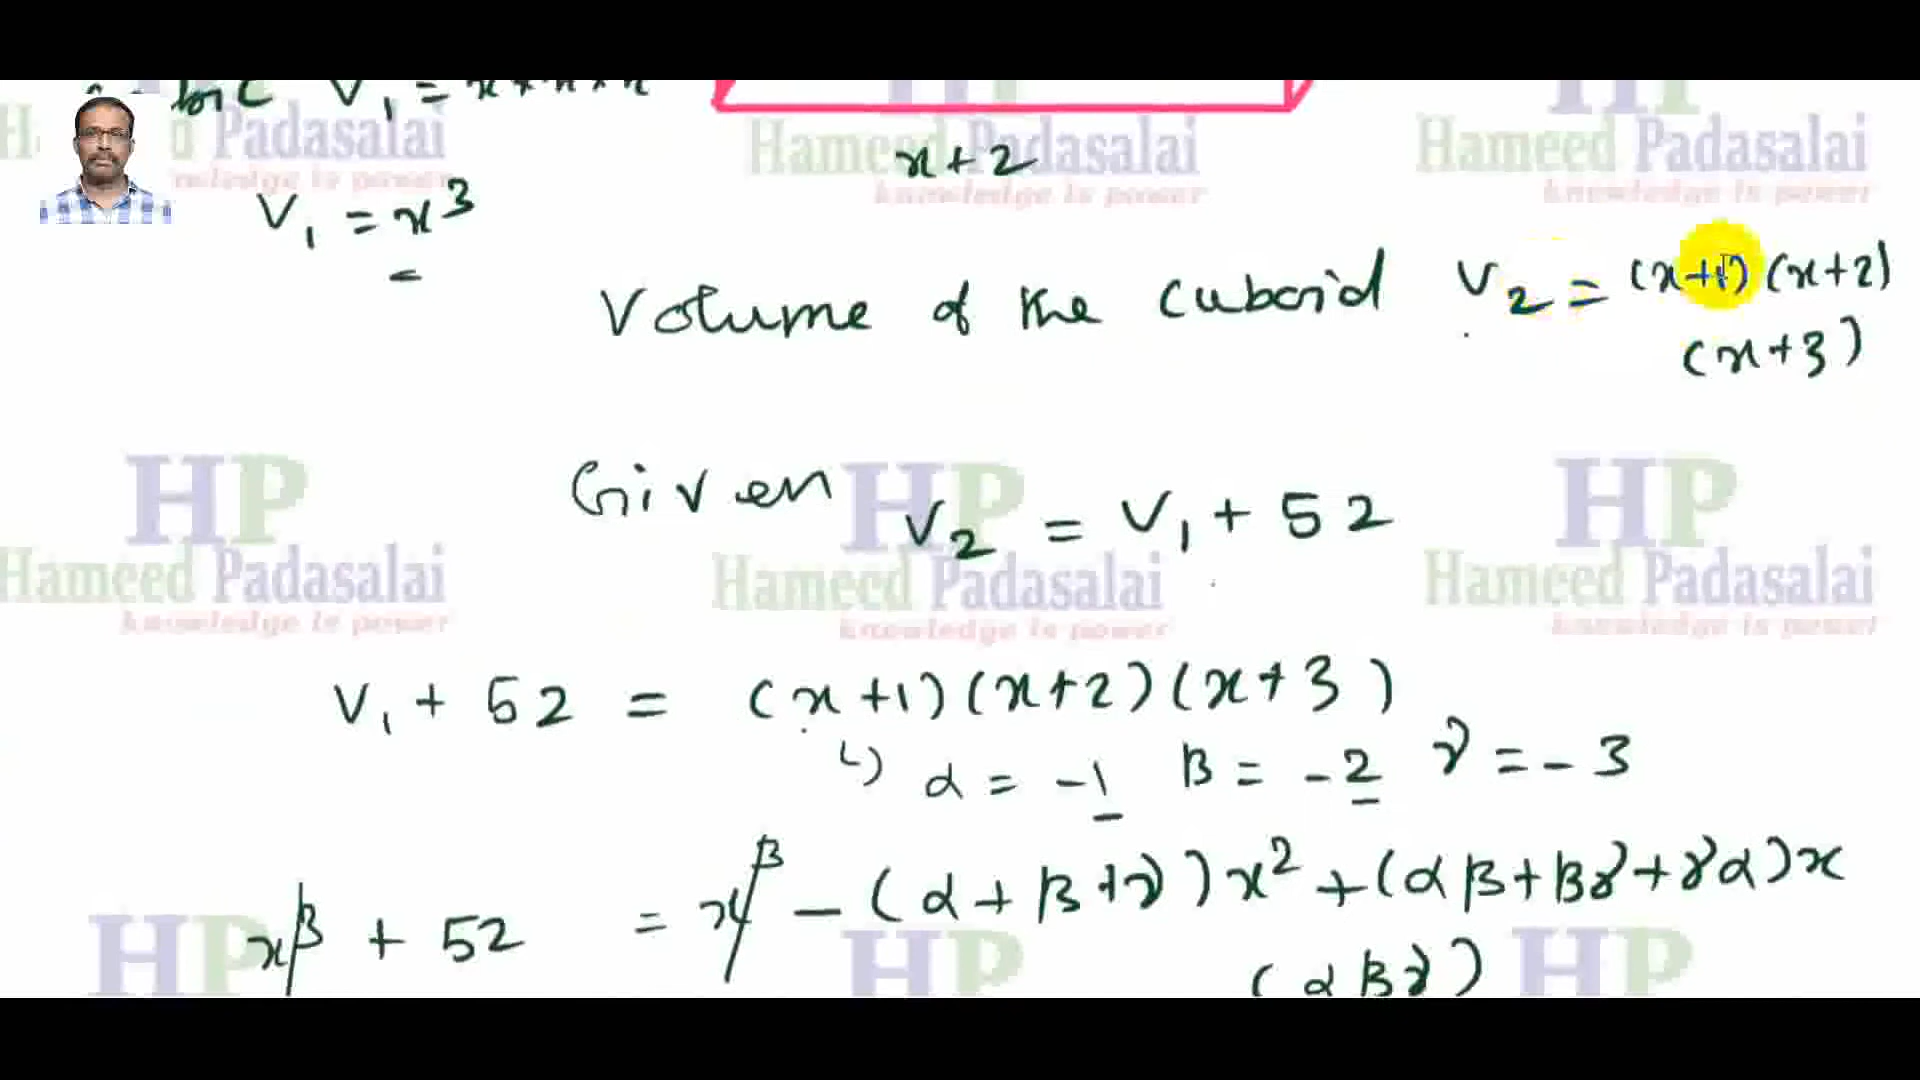 V₁ = x × x × x
HP HP
Hameed Padasalai Hameed Padasalai
knowledge is power knowledge is power knowledge is power
x+2
V₁ = x³
Volume of the cuboid V₂ = (x+1)(x+2)
(x+3)
HP HP HP
Given V₂ = V₁ + 52
Hameed Padasalai Hameed Padasalai Hameed Padasalai
knowledge is power knowledge is power knowledge is power
V₁ + 52 = (x+1)(x+2)(x+3)
α = -1 β = -2 γ = -3
x³ + 52 = x³ - (α+β+γ)x² + (αβ+βγ+γα)x
HP HP HP
(αβγ)